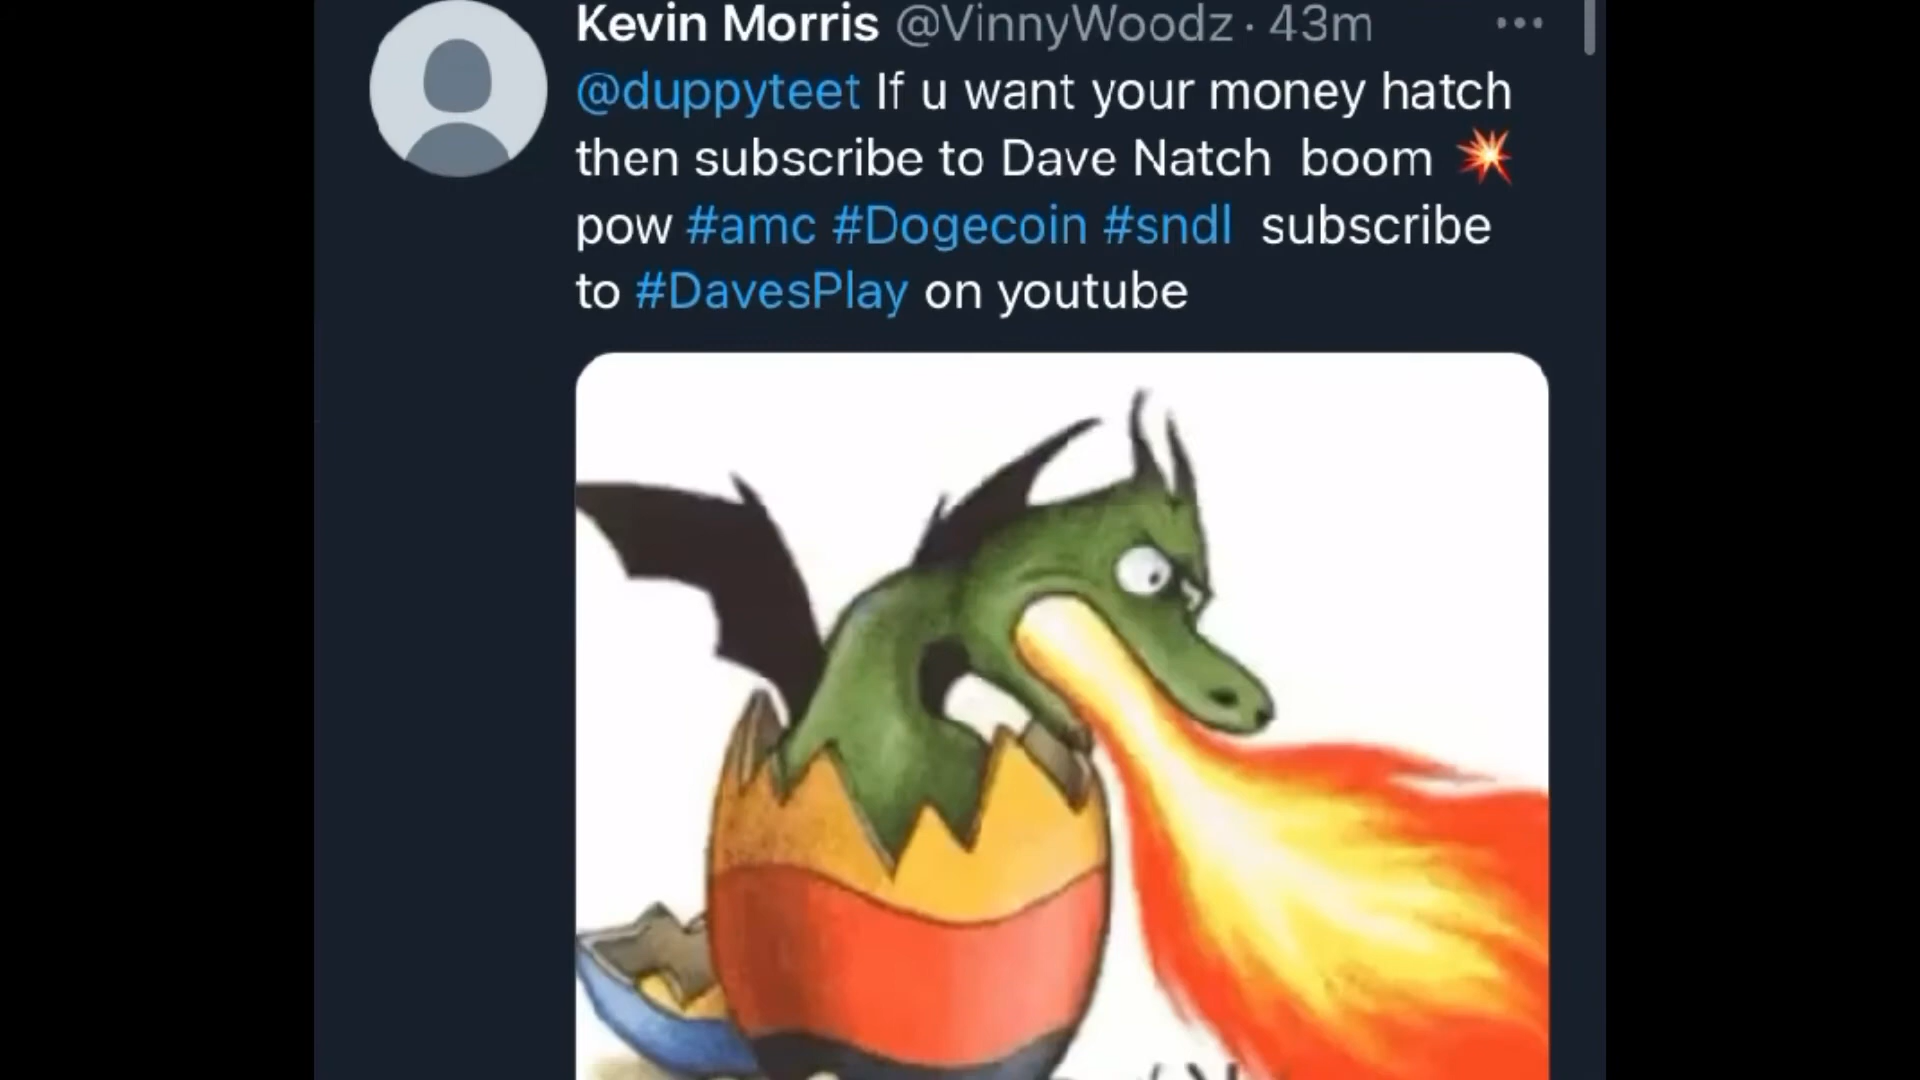 Kevin Morris @VinnyWoodz · 43m
@duppyteet If u want your money hatch
then subscribe to Dave Natch boom 💥
pow #amc #Dogecoin #sndl subscribe
to #DavesPlay on youtube